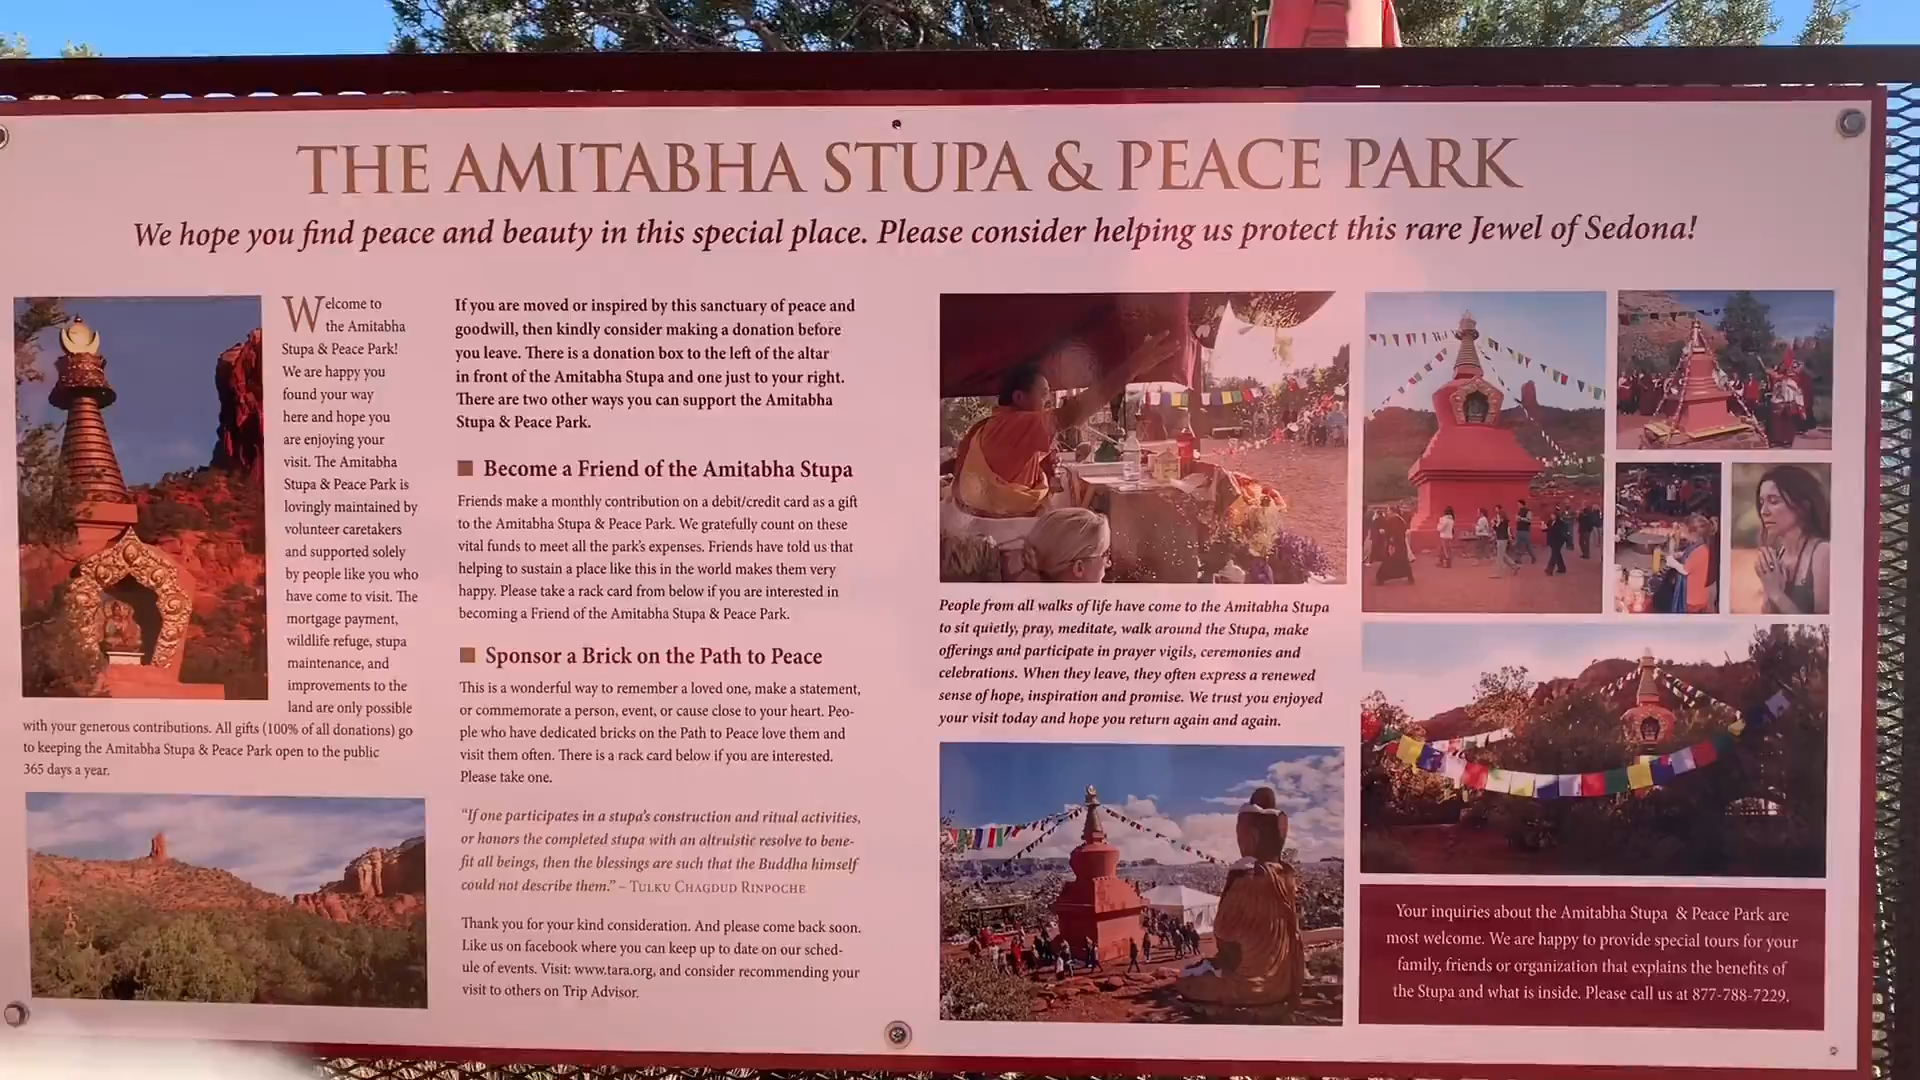 THE AMITABHA STUPA & PEACE PARK
We hope you find peace and beauty in this special place. Please consider helping us protect this rare Jewel of Sedona!
Welcome to
the Amitabha
Stupa & Peace Park!
We are happy you
found your way
here and hope you
are enjoying your
visit. The Amitabha
Stupa & Peace Park is
lovingly maintained by
volunteer caretakers
and supported solely
by people like you who
have come to visit. The
mortgage payment,
wildlife refuge, stupa
maintenance, and
improvements to the
land are only possible
with your generous contributions. All gifts (100% of all donations) go
to keeping the Amitabha Stupa & Peace Park open to the public
365 days a year.
If you are moved or inspired by this sanctuary of peace and
goodwill, then kindly consider making a donation before
you leave. There is a donation box to the left of the altar
in front of the Amitabha Stupa and one just to your right.
There are two other ways you can support the Amitabha
Stupa & Peace Park.
Become a Friend of the Amitabha Stupa
Friends make a monthly contribution on a debit/credit card as a gift
to the Amitabha Stupa & Peace Park. We gratefully count on these
vital funds to meet all the park's expenses. Friends have told us that
helping to sustain a place like this in the world makes them very
happy. Please take a rack card from below if you are interested in
becoming a Friend of the Amitabha Stupa & Peace Park.
Sponsor a Brick on the Path to Peace
This is a wonderful way to remember a loved one, make a statement,
or commemorate a person, event, or cause close to your heart. Peo-
ple who have dedicated bricks on the Path to Peace love them and
visit them often. There is a rack card below if you are interested.
Please take one.
"If one participates in a stupa's construction and ritual activities,
or honors the completed stupa with an altruistic resolve to bene-
fit all beings, then the blessings are such that the Buddha himself
could not describe them." – TULKU CHAGDUD RINPOCHE
Thank you for your kind consideration. And please come back soon.
Like us on facebook where you can keep up to date on our sched-
ule of events. Visit: www.tara.org, and consider recommending your
visit to others on Trip Advisor.
People from all walks of life have come to the Amitabha Stupa
to sit quietly, pray, meditate, walk around the Stupa, make
offerings and participate in prayer vigils, ceremonies and
celebrations. When they leave, they often express a renewed
sense of hope, inspiration and promise. We trust you enjoyed
your visit today and hope you return again and again.
Your inquiries about the Amitabha Stupa & Peace Park are
most welcome. We are happy to provide special tours for your
family, friends or organization that explains the benefits of
the Stupa and what is inside. Please call us at 877-788-7229.